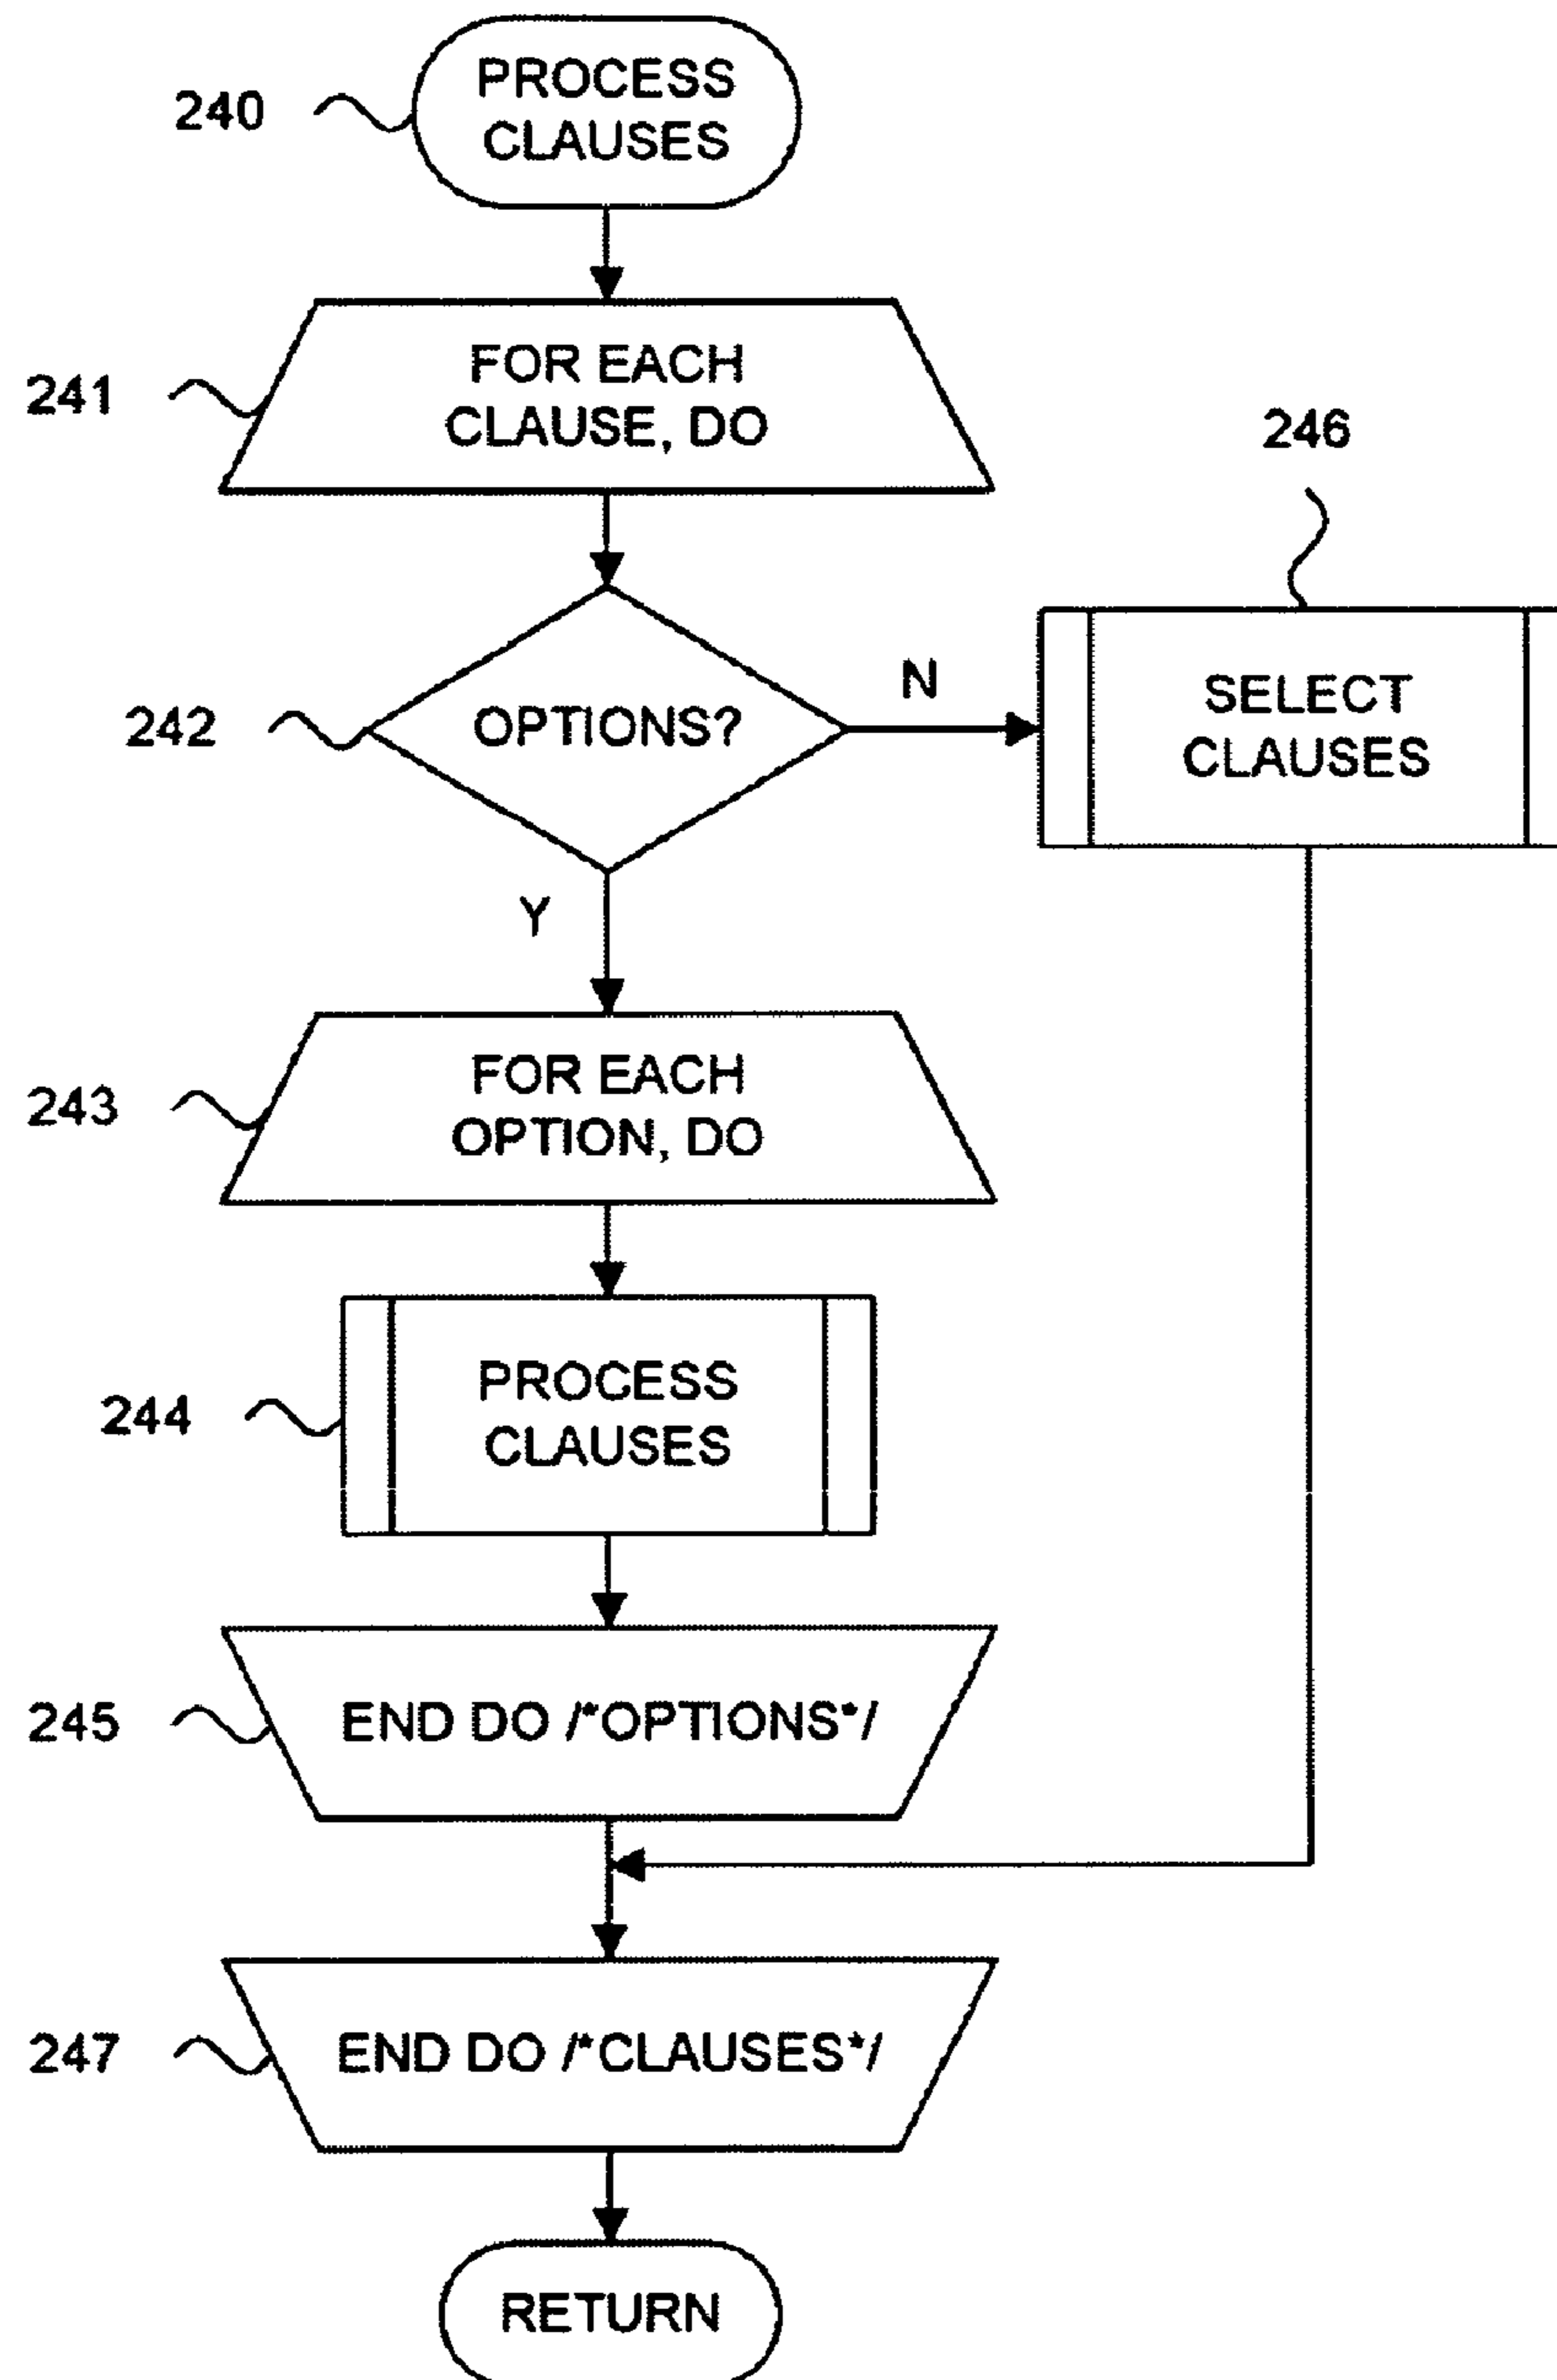 240
PROCESS
CLAUSES
241
FOR EACH
CLAUSE, DO
246
242
OPTIONS?
N
SELECT
CLAUSES
Y
243
FOR EACH
OPTION, DO
244
PROCESS
CLAUSES
245
END DO /*OPTIONS*/
247
END DO /*CLAUSES*/
RETURN